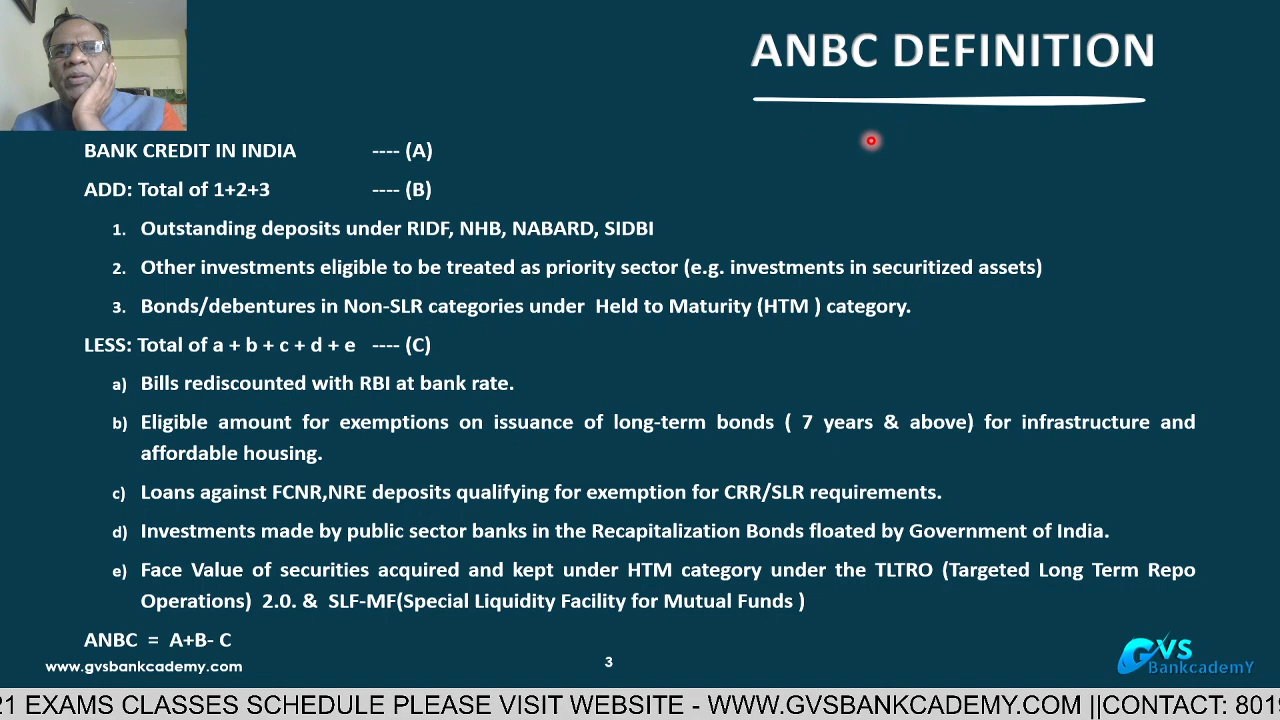 ANBC DEFINITION
BANK CREDIT IN INDIA ---- (A)
ADD: Total of 1+2+3 ---- (B)
1. Outstanding deposits under RIDF, NHB, NABARD, SIDBI
2. Other investments eligible to be treated as priority sector (e.g. investments in securitized assets)
3. Bonds/debentures in Non-SLR categories under Held to Maturity (HTM ) category.
LESS: Total of a + b + c + d + e ---- (C)
a) Bills rediscounted with RBI at bank rate.
b) Eligible amount for exemptions on issuance of long-term bonds ( 7 years & above) for infrastructure and
affordable housing.
c) Loans against FCNR,NRE deposits qualifying for exemption for CRR/SLR requirements.
d) Investments made by public sector banks in the Recapitalization Bonds floated by Government of India.
e) Face Value of securities acquired and kept under HTM category under the TLTRO (Targeted Long Term Repo
Operations) 2.0. & SLF-MF(Special Liquidity Facility for Mutual Funds )
ANBC = A+B- C
www.gvsbankcademy.com
3
GVS
BankcademY
21 EXAMS CLASSES SCHEDULE PLEASE VISIT WEBSITE - WWW.GVSBANKCADEMY.COM ||CONTACT: 801